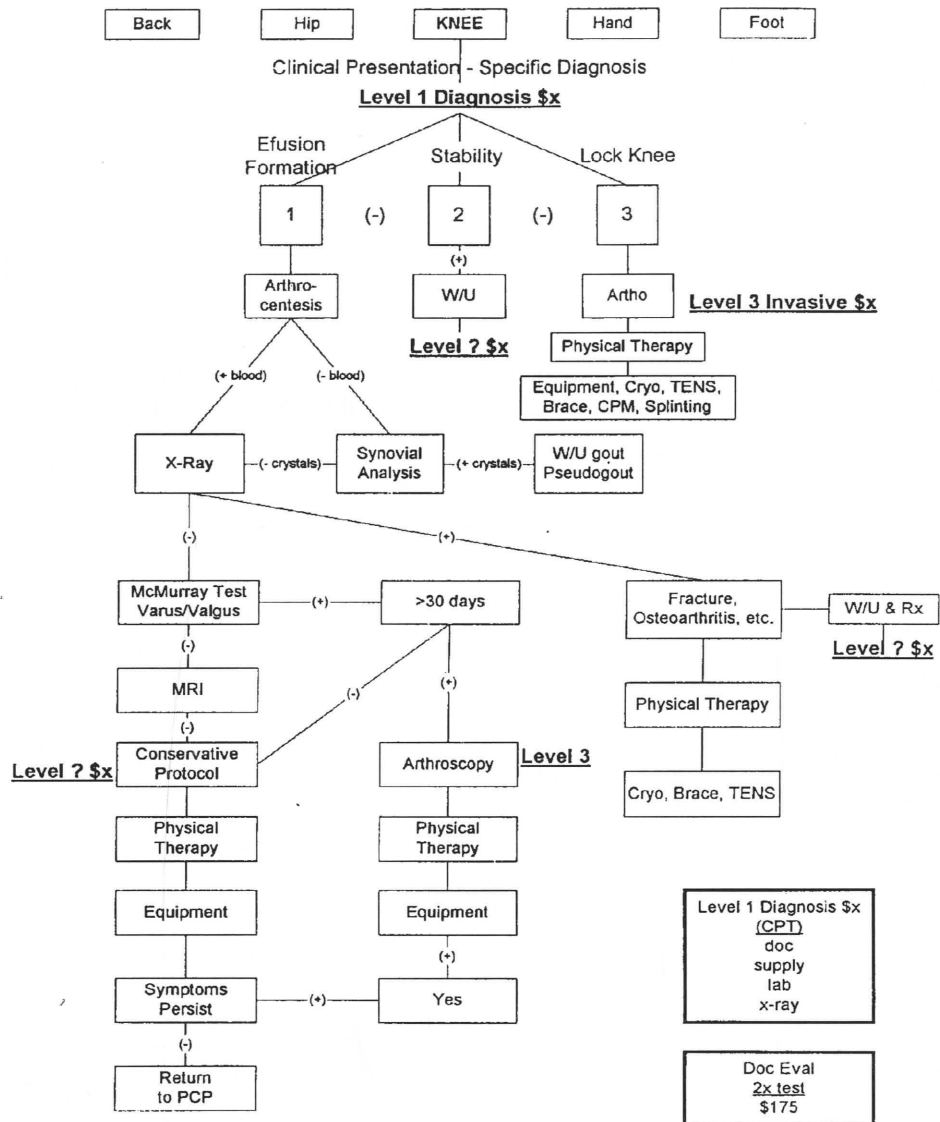 Back
Hip
KNEE
Hand
Foot
Clinical Presentation - Specific Diagnosis
Level 1 Diagnosis $x
Efusion
Formation
Stability
Lock Knee
1
(-)
2
(-)
3
(+)
Arthro-
centesis
W/U
Artho
Level 3 Invasive $x
Level ? $x
Physical Therapy
Equipment, Cryo, TENS,
Brace, CPM, Splinting
(+ blood)
(- blood)
X-Ray
(- crystals)
Synovial
Analysis
(+ crystals)
W/U gout
Pseudogout
(-)
(+)
McMurray Test
Varus/Valgus
(+)
>30 days
Fracture,
Osteoarthritis, etc.
W/U & Rx
Level ? $x
(-)
MRI
(-)
(+)
Physical Therapy
(-)
Level ? $x
Conservative
Protocol
Arthroscopy
Level 3
Cryo, Brace, TENS
Physical
Therapy
Physical
Therapy
Equipment
Equipment
(+)
Symptoms
Persist
(+)
Yes
(-)
Return
to PCP
Level 1 Diagnosis $x
(CPT)
doc
supply
lab
x-ray
Doc Eval
2x test
$175